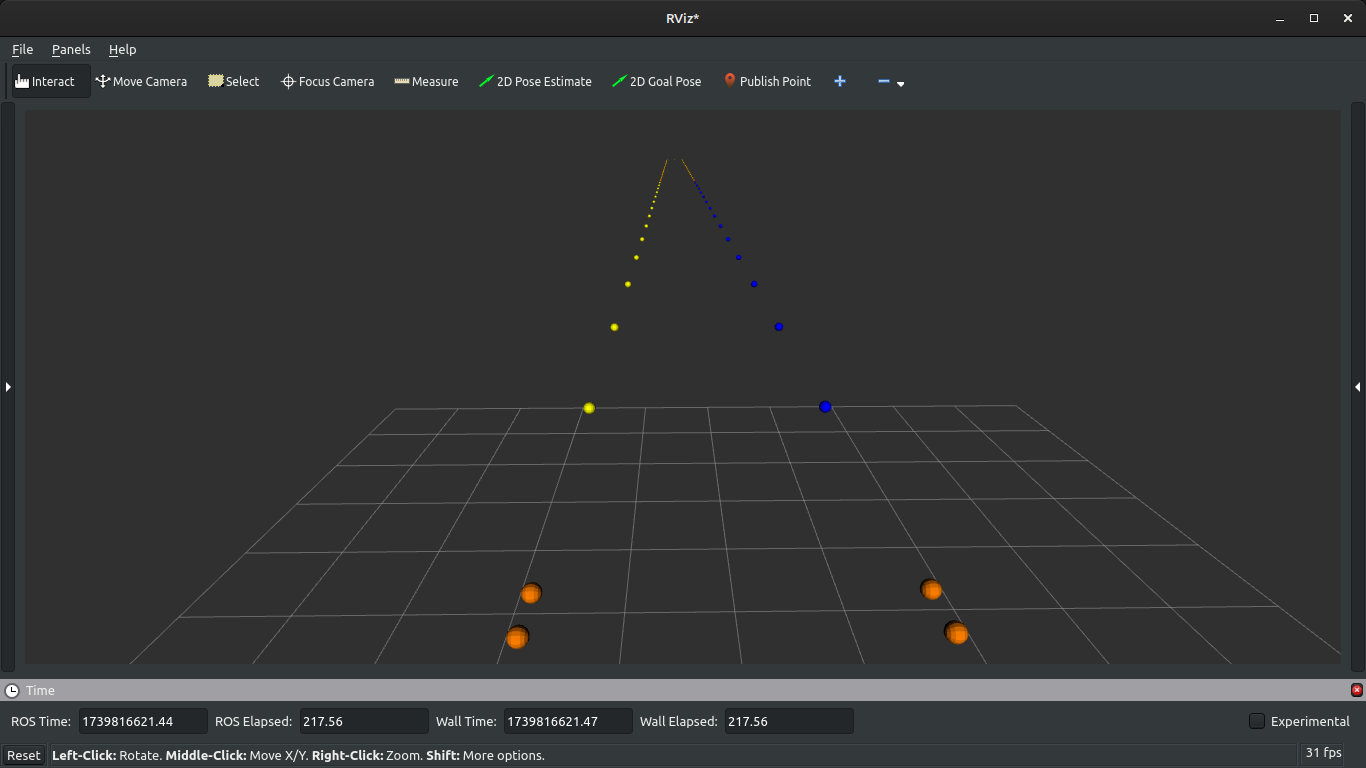 RViz*
File Panels Help
Interact Move Camera Select Focus Camera Measure 2D Pose Estimate 2D Goal Pose Publish Point
Time
ROS Time: 1739816621.44 ROS Elapsed: 217.56 Wall Time: 1739816621.47 Wall Elapsed: 217.56 Experimental
Reset Left-Click: Rotate. Middle-Click: Move X/Y. Right-Click: Zoom. Shift: More options. 31 fps